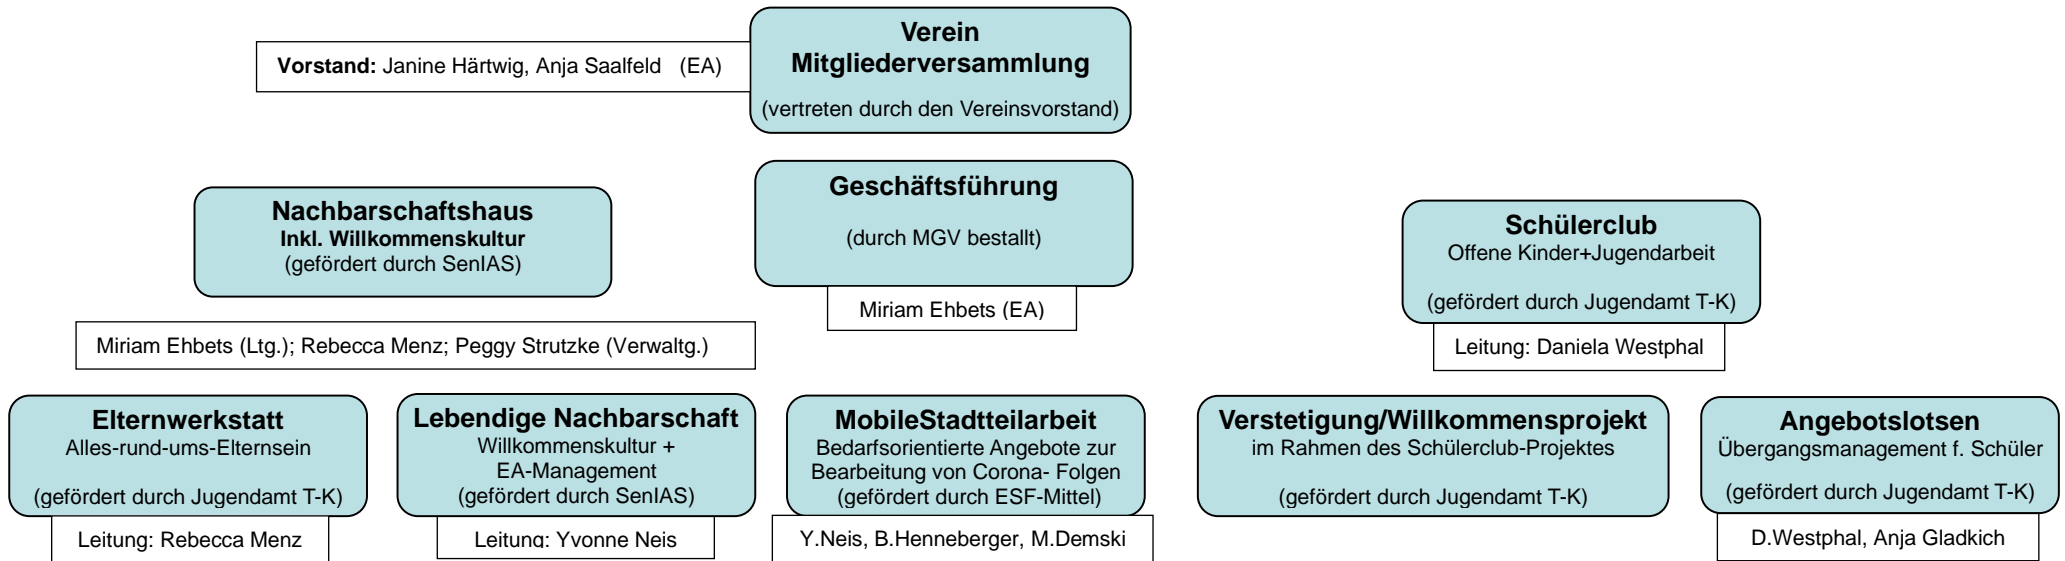 Verein
Mitgliederversammlung
(vertreten durch den Vereinsvorstand)
Vorstand: Janine Härtwig, Anja Saalfeld (EA)
Geschäftsführung
(durch MGV bestallt)
Miriam Ehbets (EA)
Nachbarschaftshaus
Inkl. Willkommenskultur
(gefördert durch SenIAS)
Miriam Ehbets (Ltg.); Rebecca Menz; Peggy Strutzke (Verwaltg.)
Schülerclub
Offene Kinder+Jugendarbeit
(gefördert durch Jugendamt T-K)
Leitung: Daniela Westphal
Elternwerkstatt
Alles-rund-ums-Elternsein
(gefördert durch Jugendamt T-K)
Leitung: Rebecca Menz
Lebendige Nachbarschaft
Willkommenskultur +
EA-Management
(gefördert durch SenIAS)
Leitung: Yvonne Neis
MobileStadtteilarbeit
Bedarfsorientierte Angebote zur
Bearbeitung von Corona- Folgen
(gefördert durch ESF-Mittel)
Y.Neis, B.Henneberger, M.Demski
Verstetigung/Willkommensprojekt
im Rahmen des Schülerclub-Projektes
(gefördert durch Jugendamt T-K)
Angebotslotsen
Übergangsmanagement f. Schüler
(gefördert durch Jugendamt T-K)
D.Westphal, Anja Gladkich